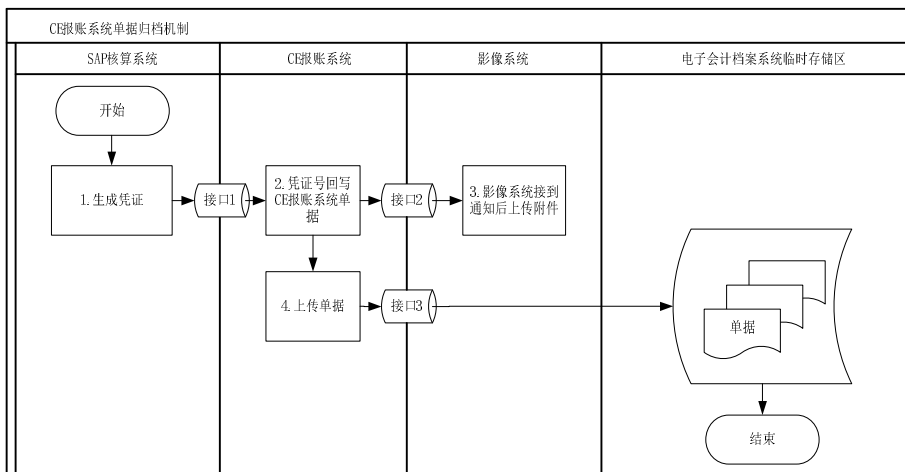 CE报账系统单据归档机制
SAP核算系统
CE报账系统
影像系统
电子会计档案系统临时存储区
开始
1.生成凭证
接口1
2.凭证号回写
CE报账系统单
据
接口2
3.影像系统接到
通知后上传附件
4.上传单据
接口3
单据
结束